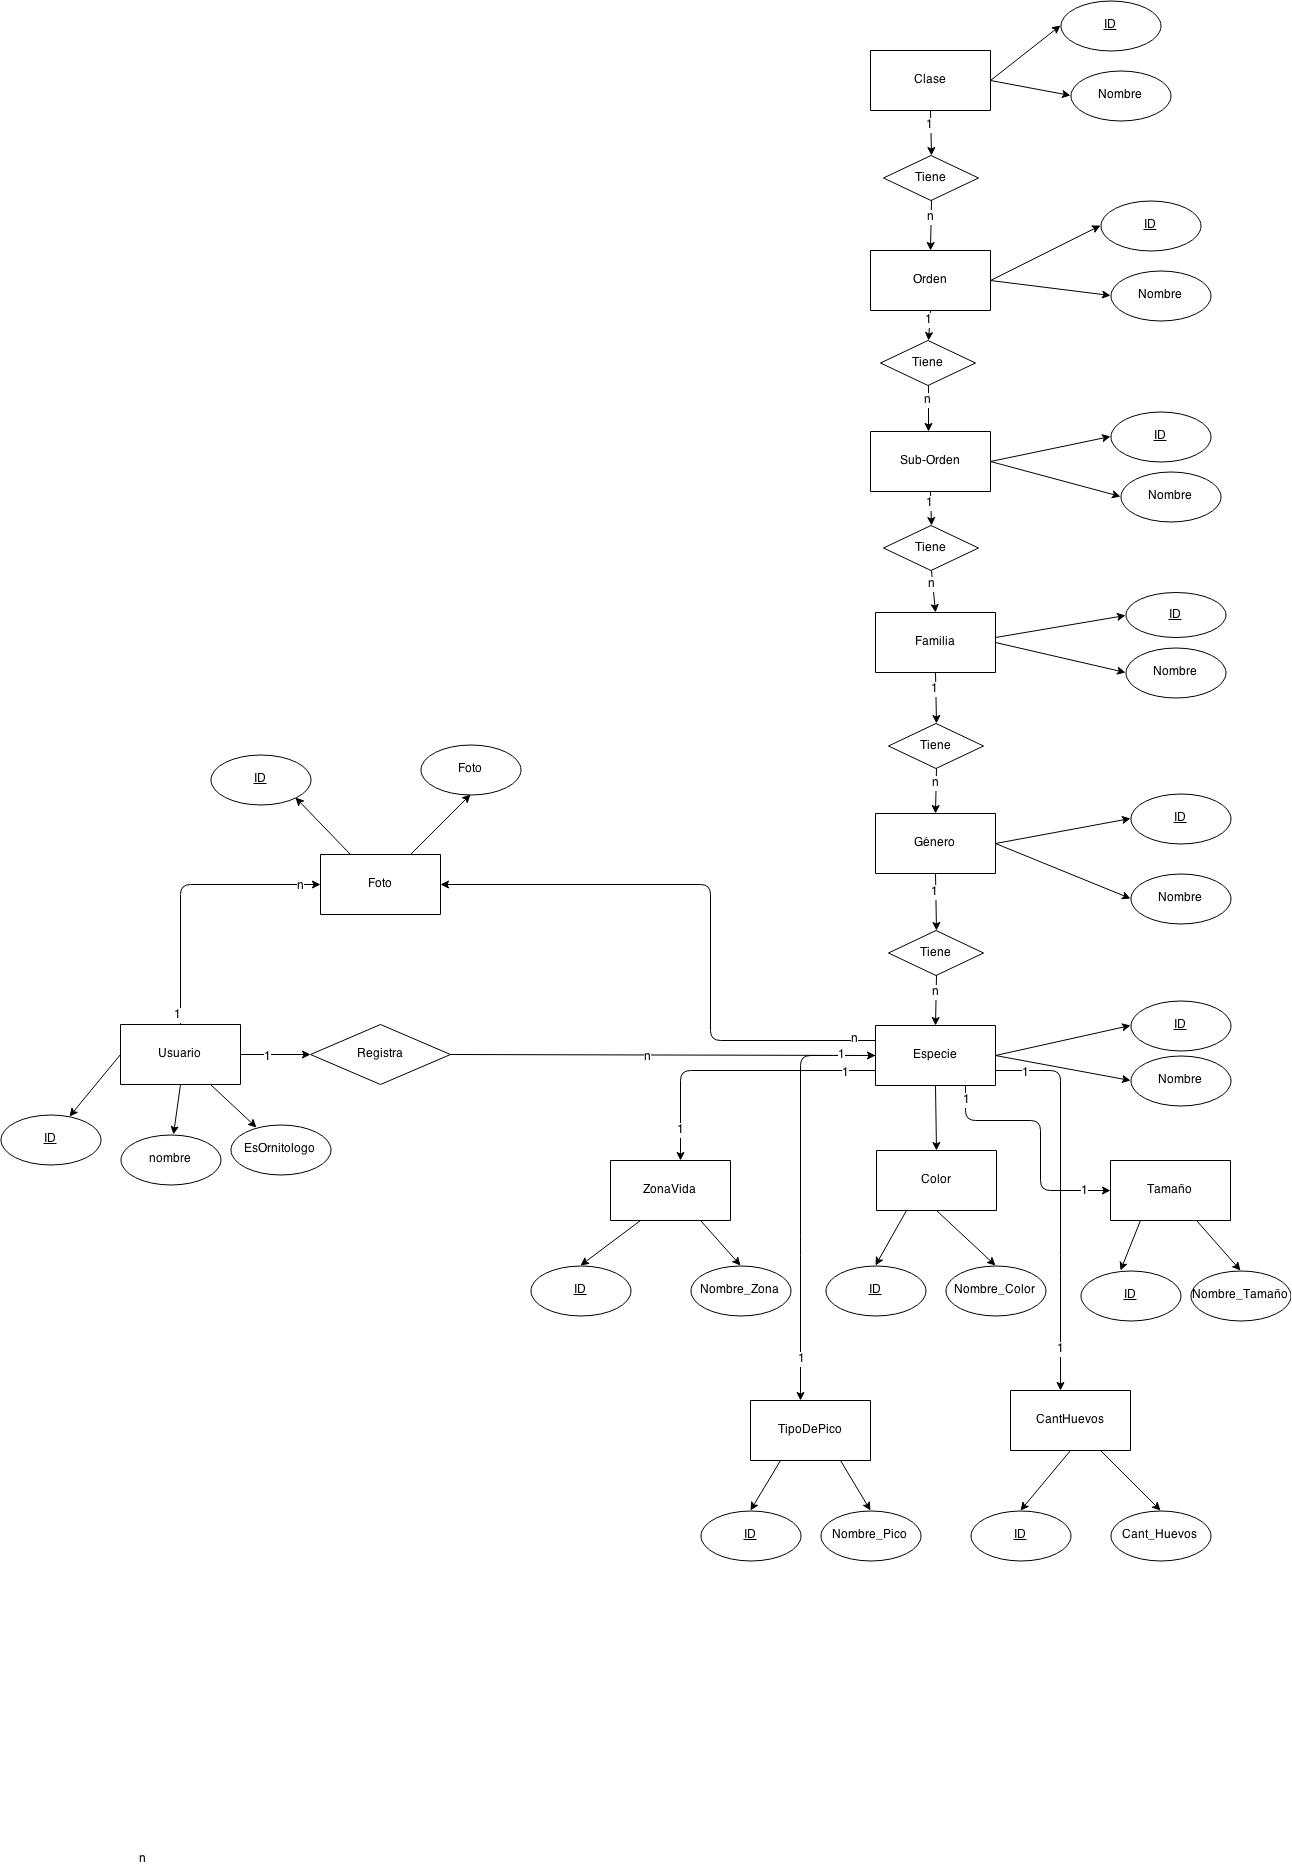 ID
Clase
Nombre
1
Tiene
n
ID
Orden
Nombre
1
Tiene
n
ID
Sub-Orden
Nombre
1
Tiene
n
ID
Familia
Nombre
1
Tiene
n
ID
Género
Nombre
1
Tiene
n
ID
Foto
Foto
n
1
Usuario
1
Registra
n
ID
nombre
EsOrnitologo
n
1
1
Especie
ID
Nombre
1
1
1
ZonaVida
ID
Nombre_Zona
Color
ID
Nombre_Color
1
Tamaño
ID
Nombre_Tamaño
1
TipoDePico
ID
Nombre_Pico
1
CantHuevos
ID
Cant_Huevos
n